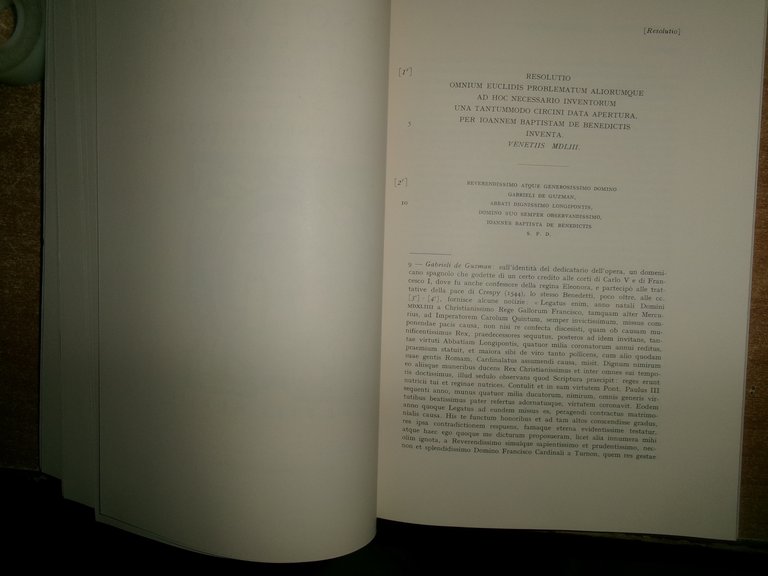 [Resolutio]
[1r]
RESOLUTIO
OMNIUM EUCLIDIS PROBLEMATUM ALIORUMQUE
AD HOC NECESSARIO INVENTORUM
UNA TANTUMMODO CIRCINI DATA APERTURA.
5 PER IOANNEM BAPTISTAM DE BENEDICTIS
INVENTA.
VENETIIS MDLIII.
[2r] REVERENDISSIMO ATQUE GENEROSISSIMO DOMINO
GABRIELI DE GUZMAN,
10 ABBATI DIGNISSIMO LONGIPONTIS,
DOMINO SUO SEMPER OBSERVANDISSIMO,
IOANNES BAPTISTA DE BENEDICTIS
S. P. D.
9 — Gabrieli de Guzman: sull'identità del dedicatario dell'opera, un domeni-
cano spagnolo che godette di un certo credito alle corti di Carlo V e di Fran-
cesco I, dove fu anche confessore della regina Eleonora, e partecipò alle trat-
tative della pace di Crespy (1544), lo stesso Benedetti, poco oltre, alle cc.
[3r] - [4r], fornisce alcune notizie: « Legatus enim, anno natali Domini
MDXLIIII a Christianissimo Rege Gallorum Francisco, tamquam alter Mercu-
rius, ad Imperatorem Carolum Quintum, semper invictissimum, missus com-
ponendae pacis causa, non nisi re confecta discesisti, quam ob causam mu-
nificentissimus Rex, praedecessores sequutus, posteros ad idem invitans, tan-
tae virtuti Abbatiam Longipontis, quatuor milia coronatorum annui reditus,
praemium statuit, et maiora sibi de viro tanto pollicens, cum alio quodam
suae gentis Romam, Cardinalatus assumendi causa, misit. Dignum nimirum
eo aliisque muneribus ducens Rex Christianissimus et inter omnes sui tempo-
ris doctissimus, illud sedulo observans quod Scriptura praecipit: reges erunt
nutricii tui et reginae nutrices. Contulit et in eam virtutem Pont. Paulus III
sequenti anno, munus quatuor milia ducatorum, nimirum, omnis generis vir-
tutibus beatissimus pater refertus adornatusque, virtutem coronavit. Eodem
anno quoque Legatus ad eundem missus es, peragendi contractus matrimo-
nialis causa. His te functum honoribus et ad tam altos conscendisse gradus,
res ipsa contradictionem respuens, famaque eterna evidentissime testatur,
atque haec ego quoque me dicturum proposueram, licet alia innumera mihi
olim ignota, a Reverendissimo simulque sapientissimo et prudentissimo, nec-
non et splendidissimo Domino Francisco Cardinali a Turnon, quem res gestae